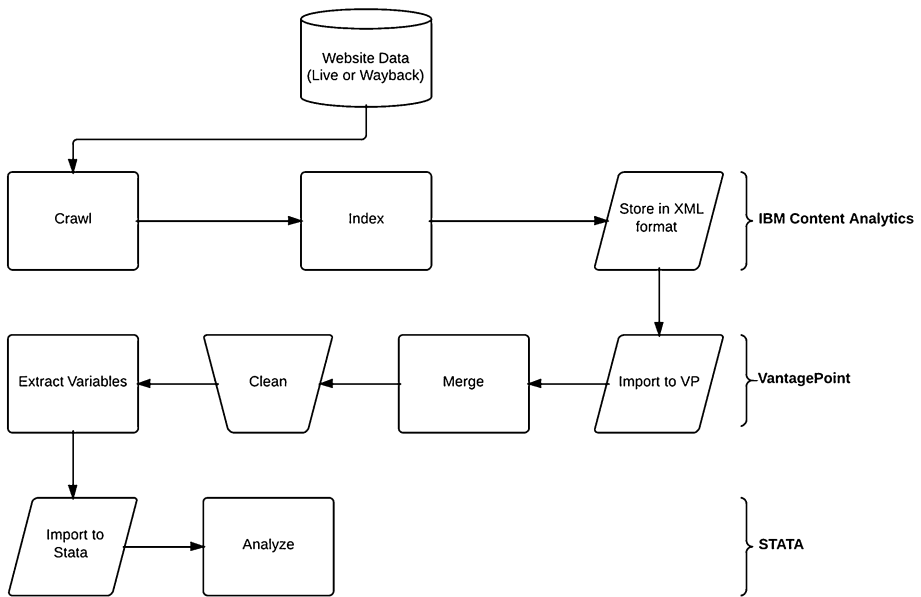 Website Data
(Live or Wayback)
Crawl
Index
Store in XML
format
IBM Content Analytics
Extract Variables
Clean
Merge
Import to VP
VantagePoint
Import to
Stata
Analyze
STATA